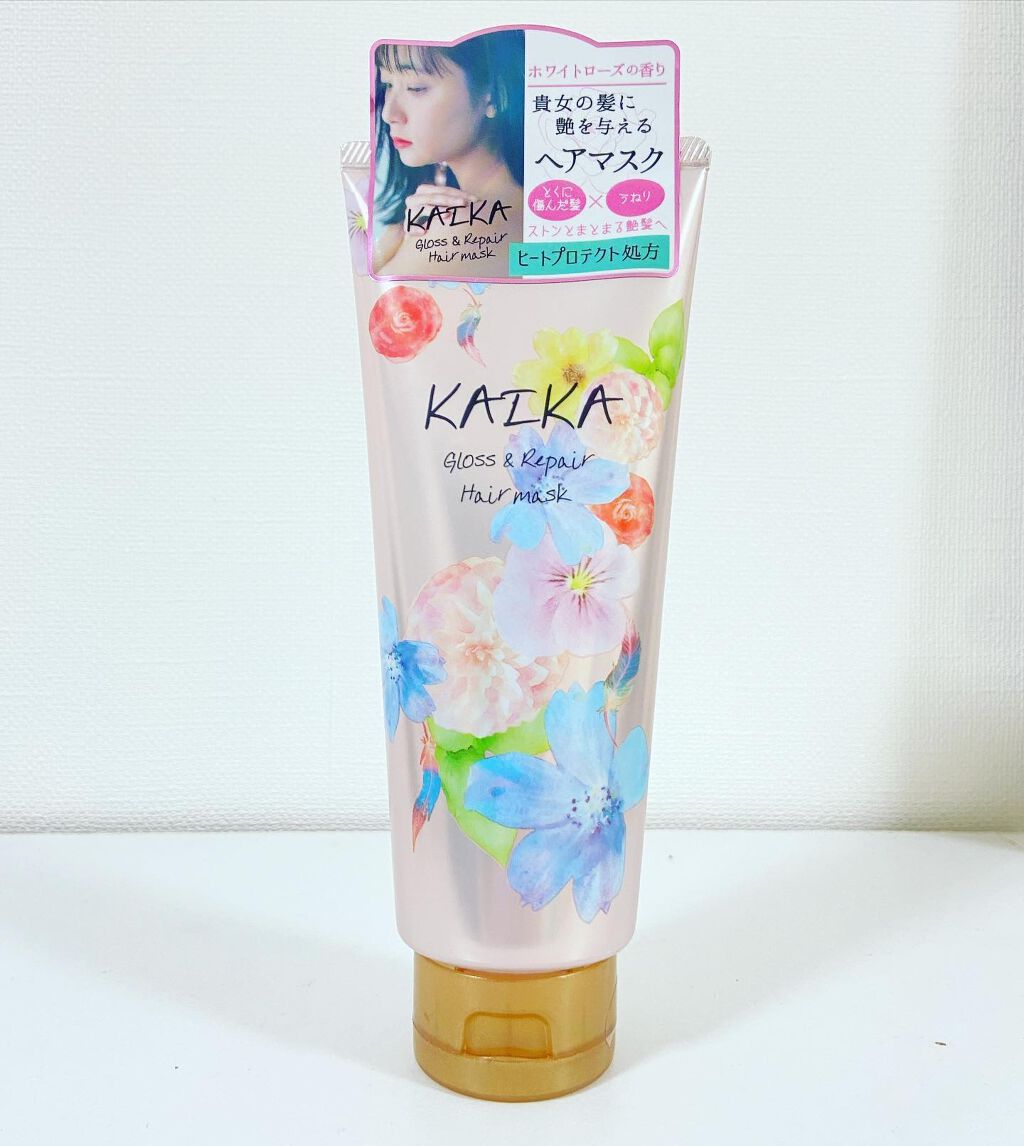 ホワイトローズの香り
貴女の髪に
艶を与える
ヘアマスク
とくに
傷んだ髪
×
うねり
ストンとまとまる艶髪へ
ヒートプロテクト処方
KAIKA
Gloss & Repair
Hair mask
KAIKA
Gloss & Repair
Hair mask